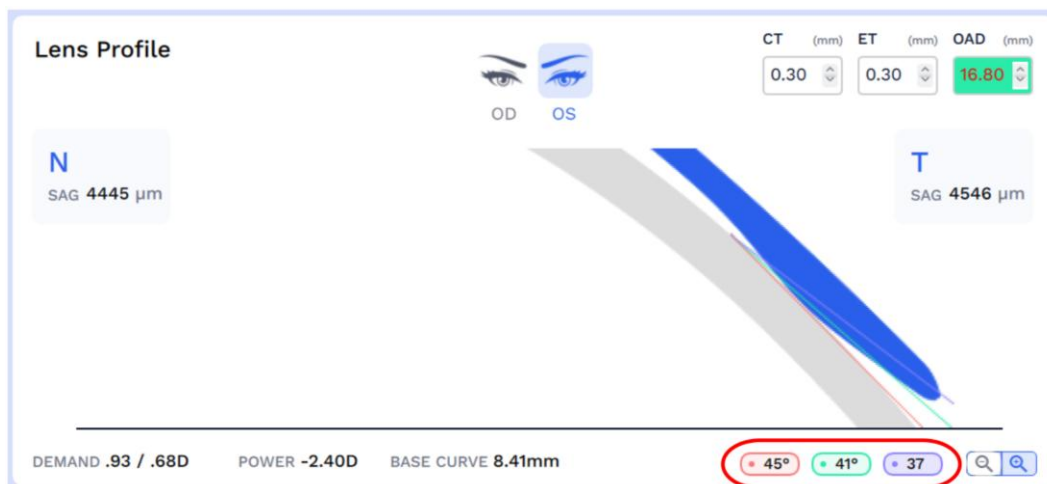 Lens Profile
CT (mm) ET (mm) OAD (mm)
0.30 0.30 16.80
OD OS
N
SAG 4445 µm
T
SAG 4546 µm
DEMAND .93 / .68D POWER -2.40D BASE CURVE 8.41mm 45° 41° 37